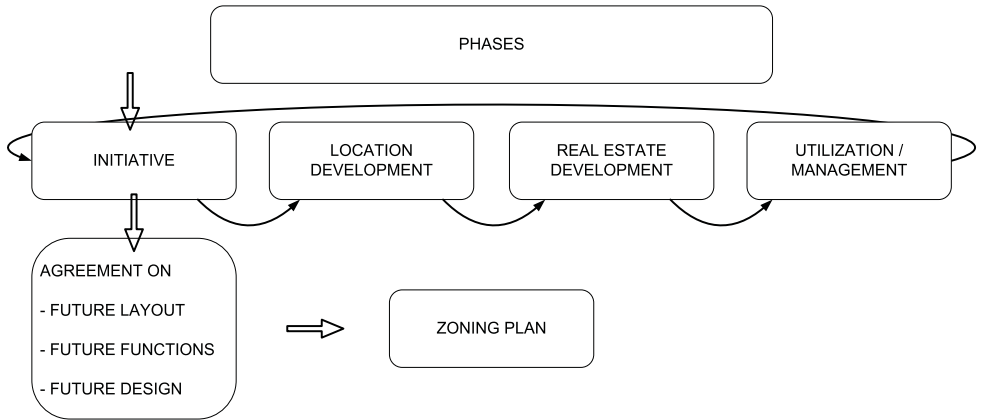 PHASES
INITIATIVE
LOCATION
DEVELOPMENT
REAL ESTATE
DEVELOPMENT
UTILIZATION /
MANAGEMENT
AGREEMENT ON
- FUTURE LAYOUT
- FUTURE FUNCTIONS
- FUTURE DESIGN
ZONING PLAN